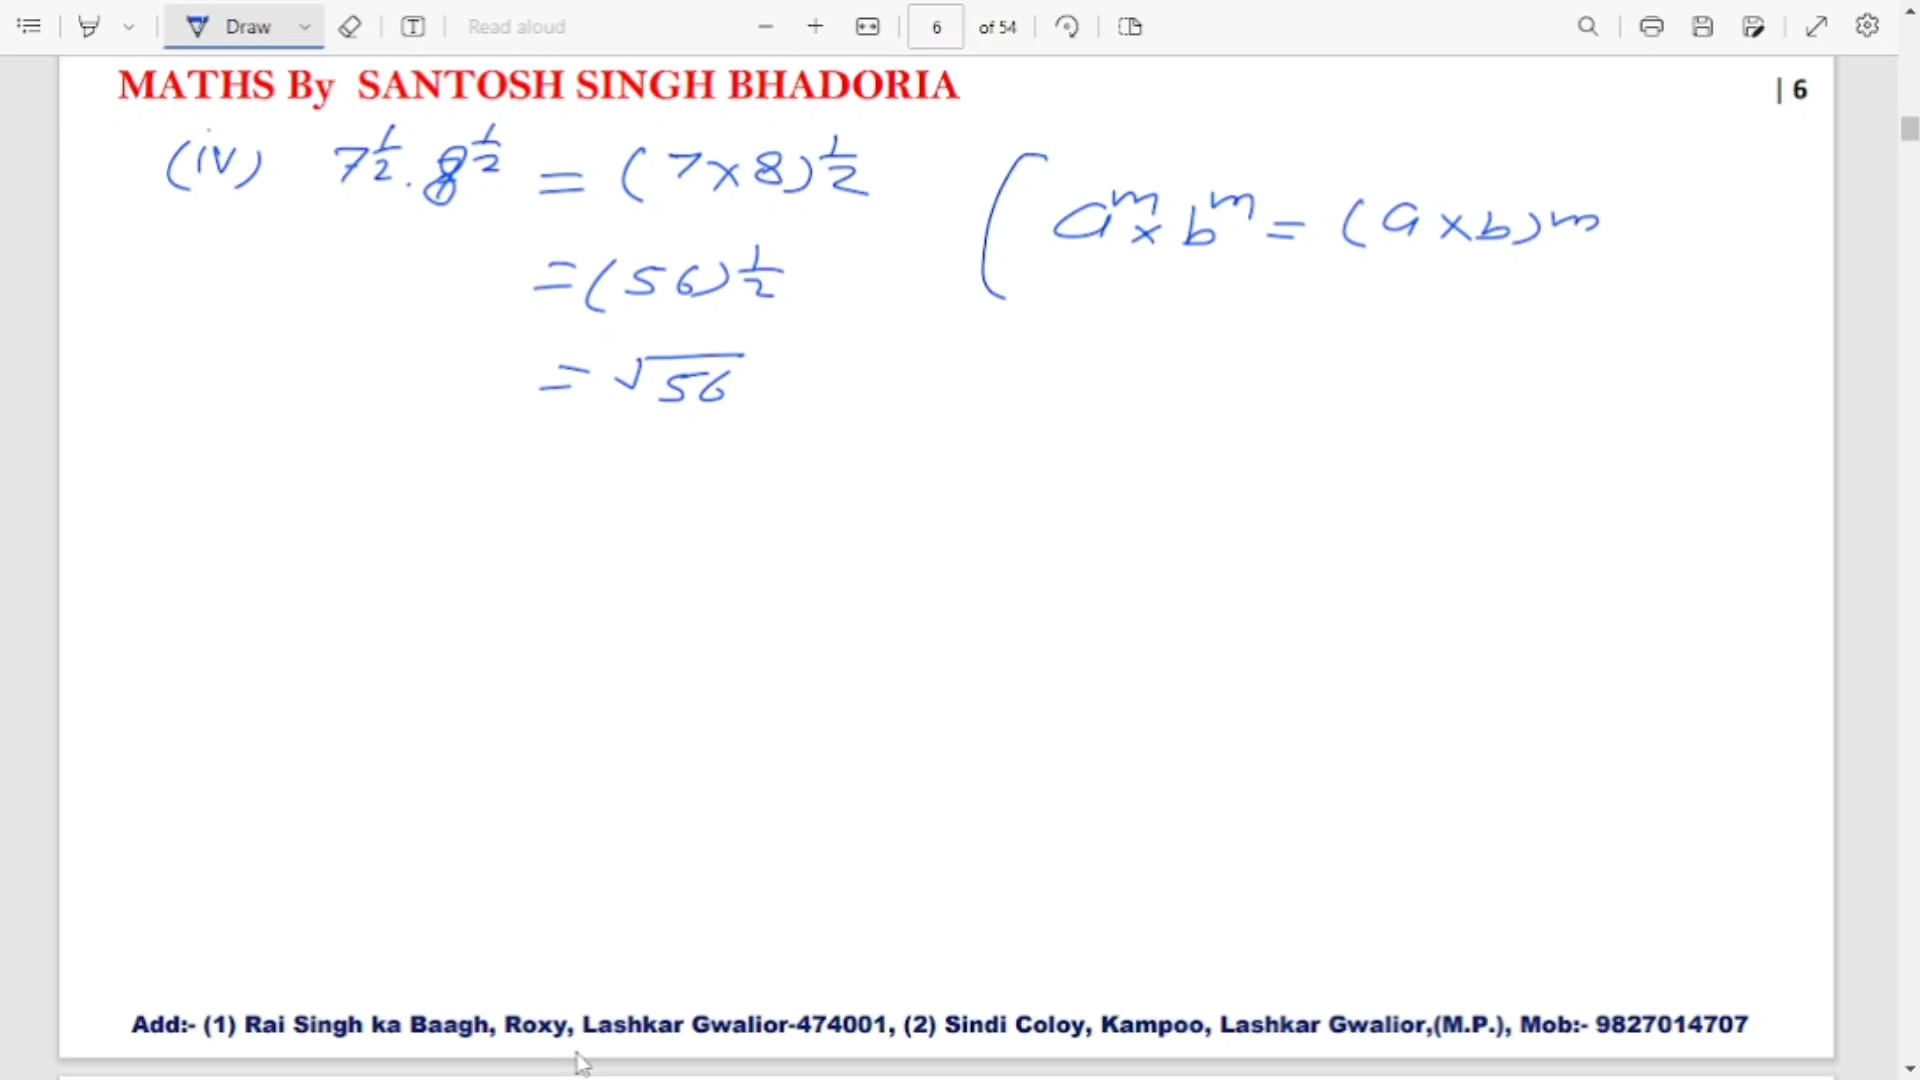 Draw Read aloud 6 of 54
MATHS By SANTOSH SINGH BHADORIA | 6
(iv) 7^{1/2} . 8^{1/2} = (7×8)^{1/2} ( a^m × b^m = (a×b)^m
= (56)^{1/2}
= √56
Add:- (1) Rai Singh ka Baagh, Roxy, Lashkar Gwalior-474001, (2) Sindi Coloy, Kampoo, Lashkar Gwalior,(M.P.), Mob:- 9827014707